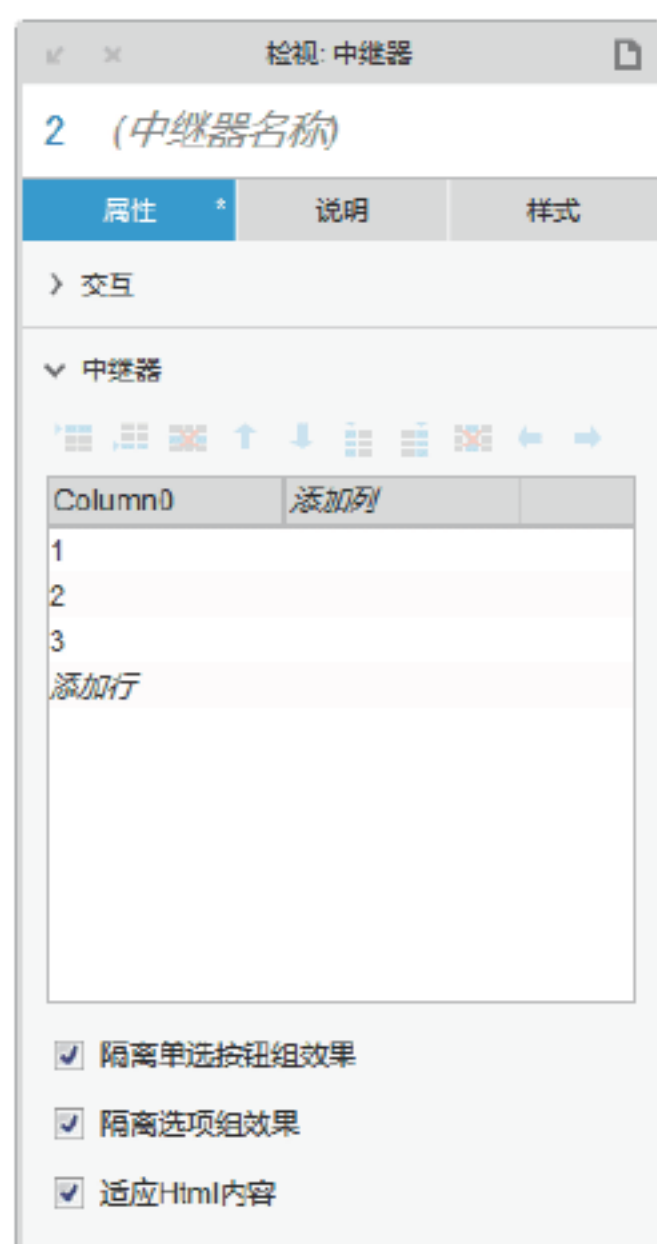 检视: 中继器
2 (中继器名称)
属性 * 说明 样式
交互
中继器
Column0 添加列
1
2
3
添加行
隔离单选按钮组效果
隔离选项组效果
适应Html内容